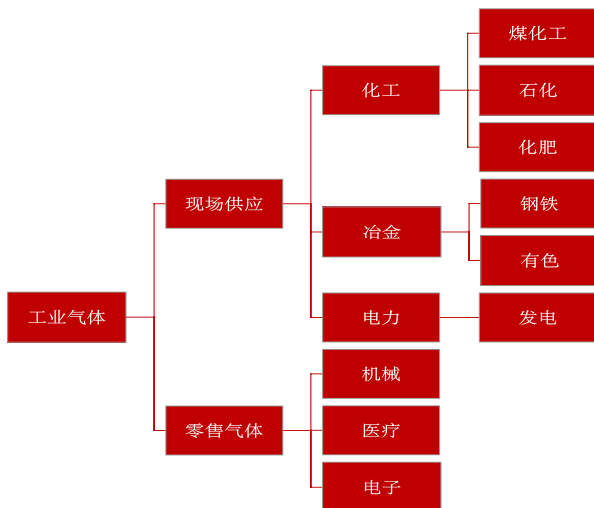 煤化工
化工
石化
化肥
现场供应
钢铁
冶金
有色
工业气体
电力
发电
机械
零售气体
医疗
电子